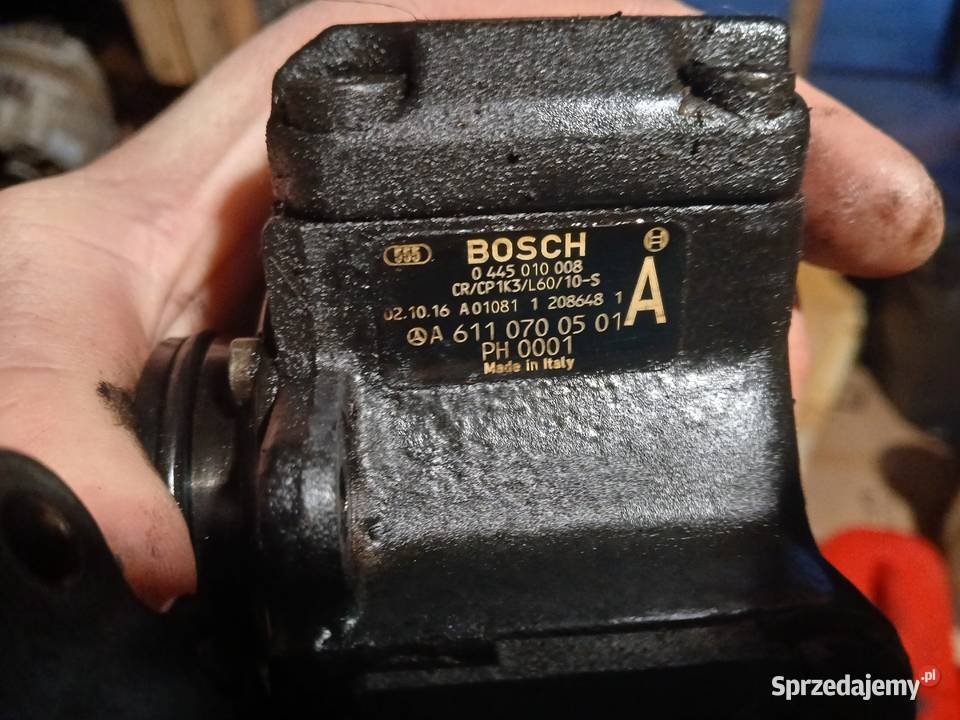 555 BOSCH
0 445 010 008
CR/CP1K3/L60/10-S
02.10.16 A01081 1 208648 1 A
A 611 070 05 01
PH 0001
Made in Italy
Sprzedajemy.pl